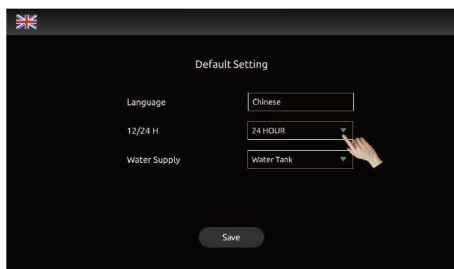 Default Setting
Language Chinese
12/24 H 24 HOUR
Water Supply Water Tank
Save